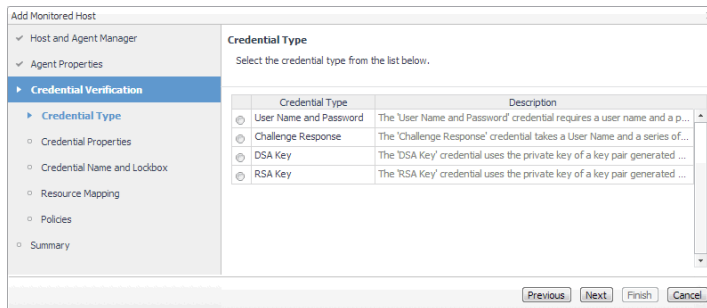 Add Monitored Host
Host and Agent Manager
Agent Properties
Credential Verification
Credential Type
Credential Properties
Credential Name and Lockbox
Resource Mapping
Policies
Summary
Credential Type
Select the credential type from the list below.
Credential Type Description
User Name and Password The 'User Name and Password' credential requires a user name and a p...
Challenge Response The 'Challenge Response' credential takes a User Name and a series of...
DSA Key The 'DSA Key' credential uses the private key of a key pair generated ...
RSA Key The 'RSA Key' credential uses the private key of a key pair generated ...
Previous Next Finish Cancel